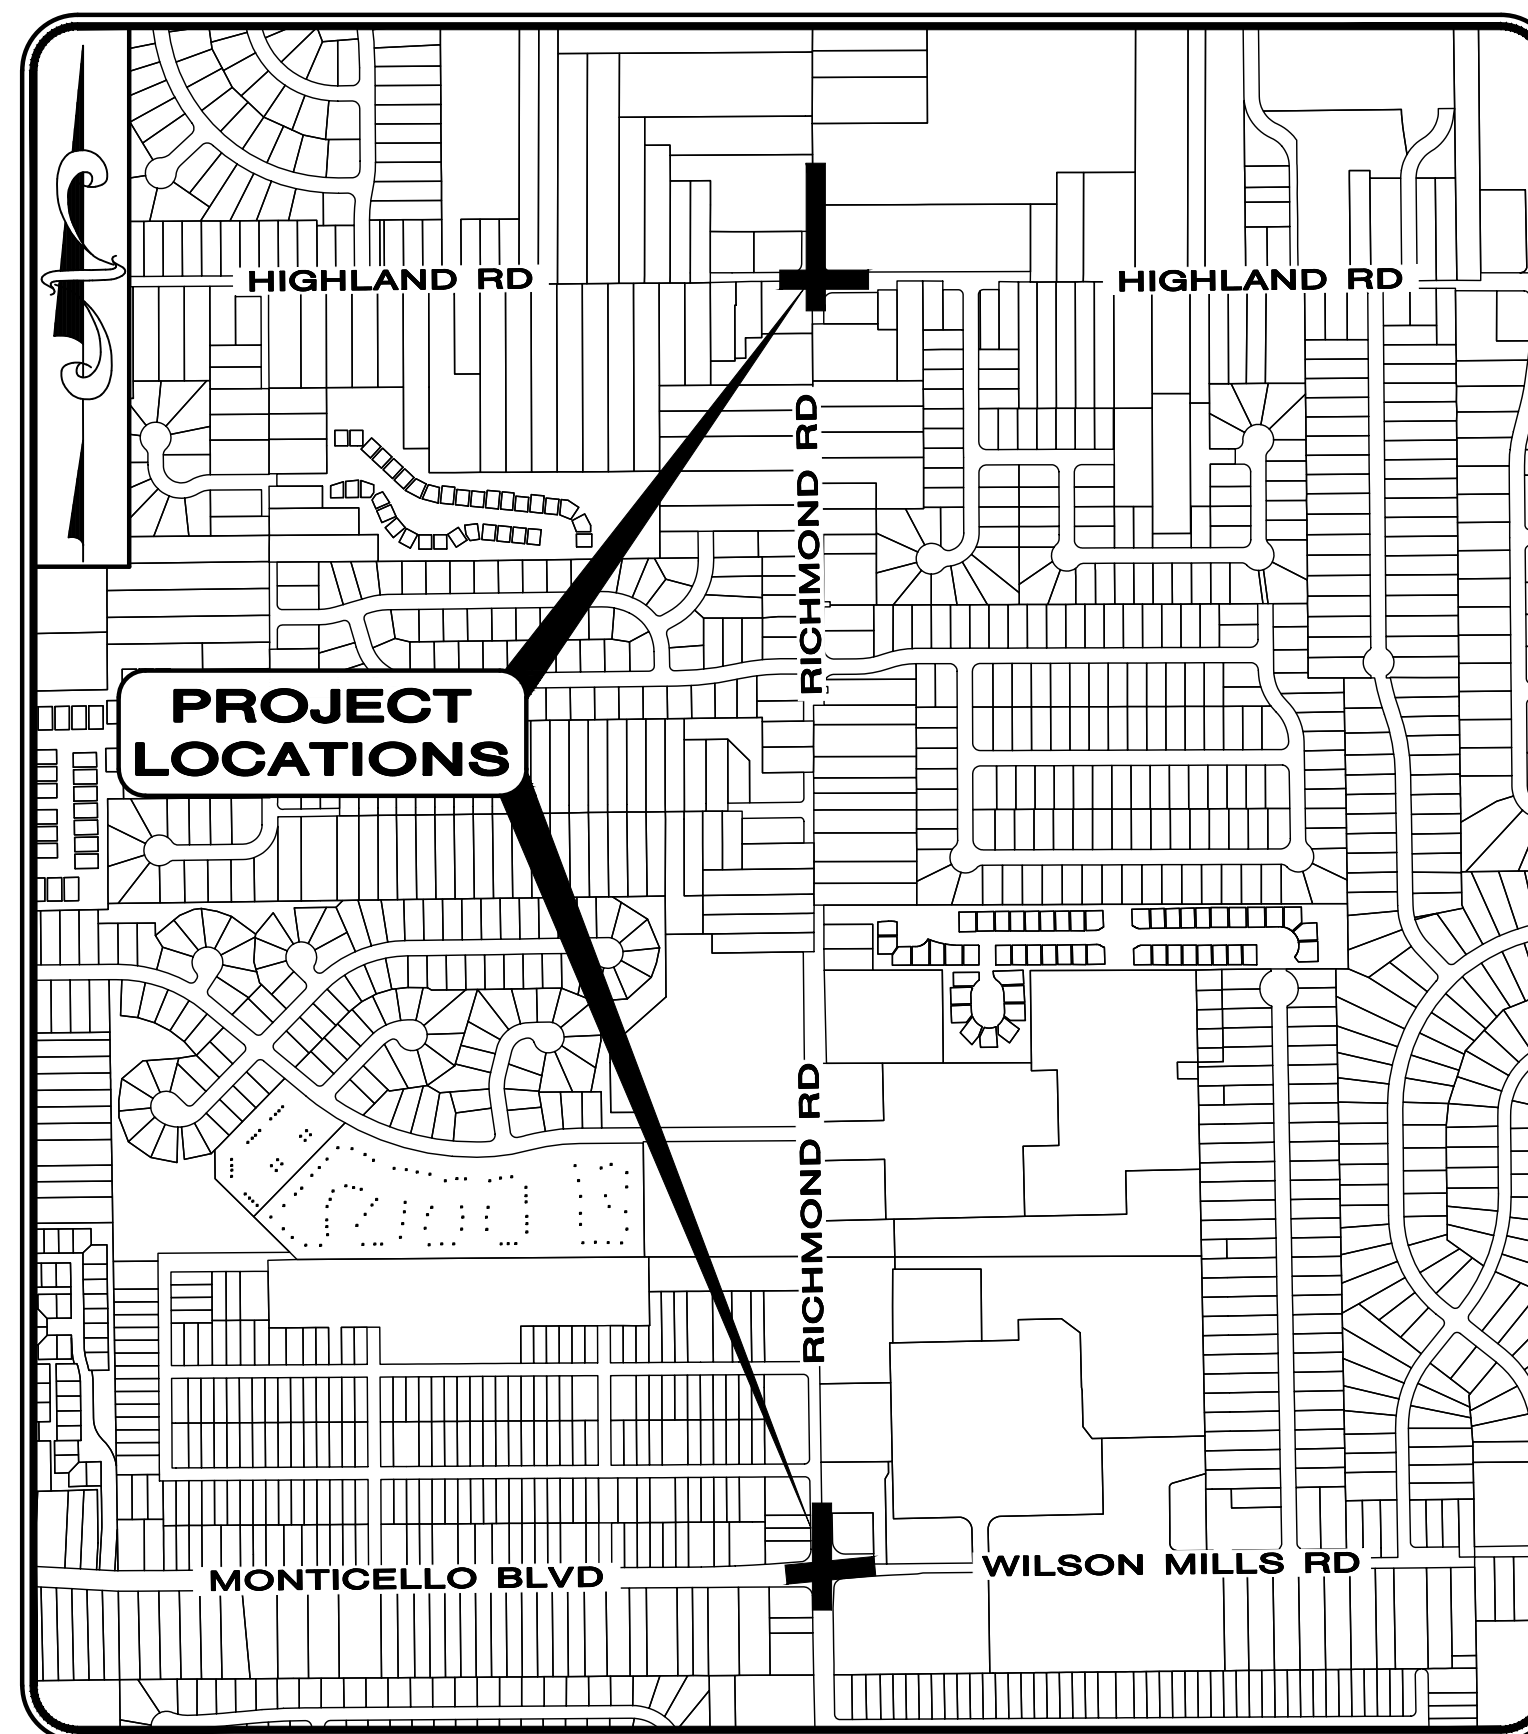 HIGHLAND RD
HIGHLAND RD
RICHMOND RD
PROJECT
LOCATIONS
RICHMOND RD
MONTICELLO BLVD
WILSON MILLS RD